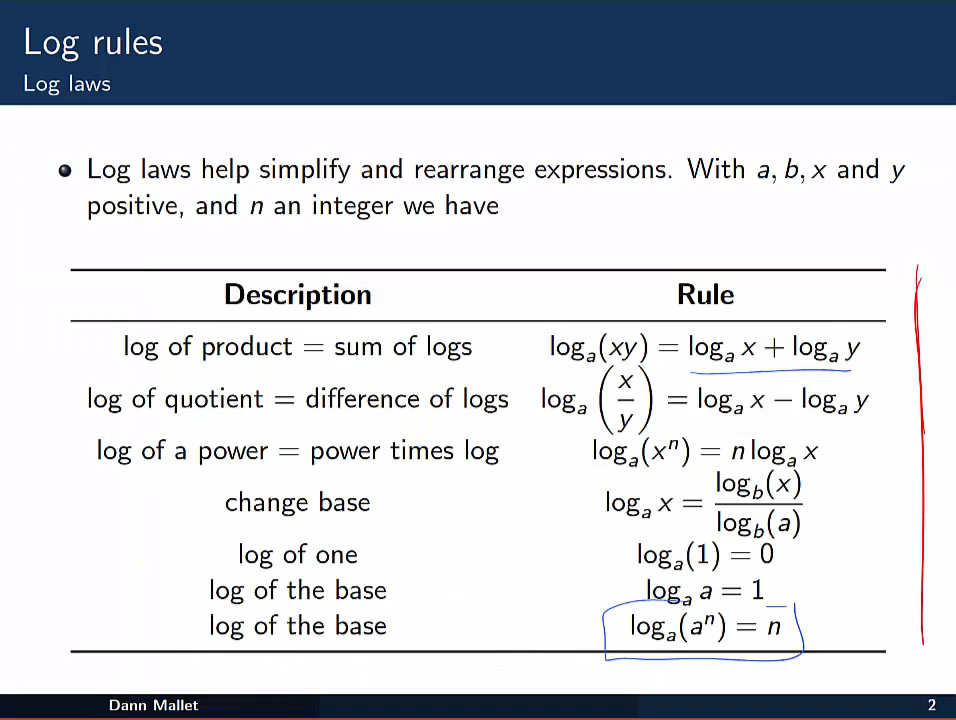 Log rules
Log laws
Log laws help simplify and rearrange expressions. With a, b, x and y
positive, and n an integer we have
Description Rule
log of product = sum of logs logₐ(xy) = logₐ x + logₐ y
log of quotient = difference of logs logₐ (x/y) = logₐ x − logₐ y
log of a power = power times log logₐ(xⁿ) = n logₐ x
change base logₐ x = log_b(x)/log_b(a)
log of one logₐ(1) = 0
log of the base logₐ a = 1
log of the base logₐ(aⁿ) = n
Dann Mallet 2